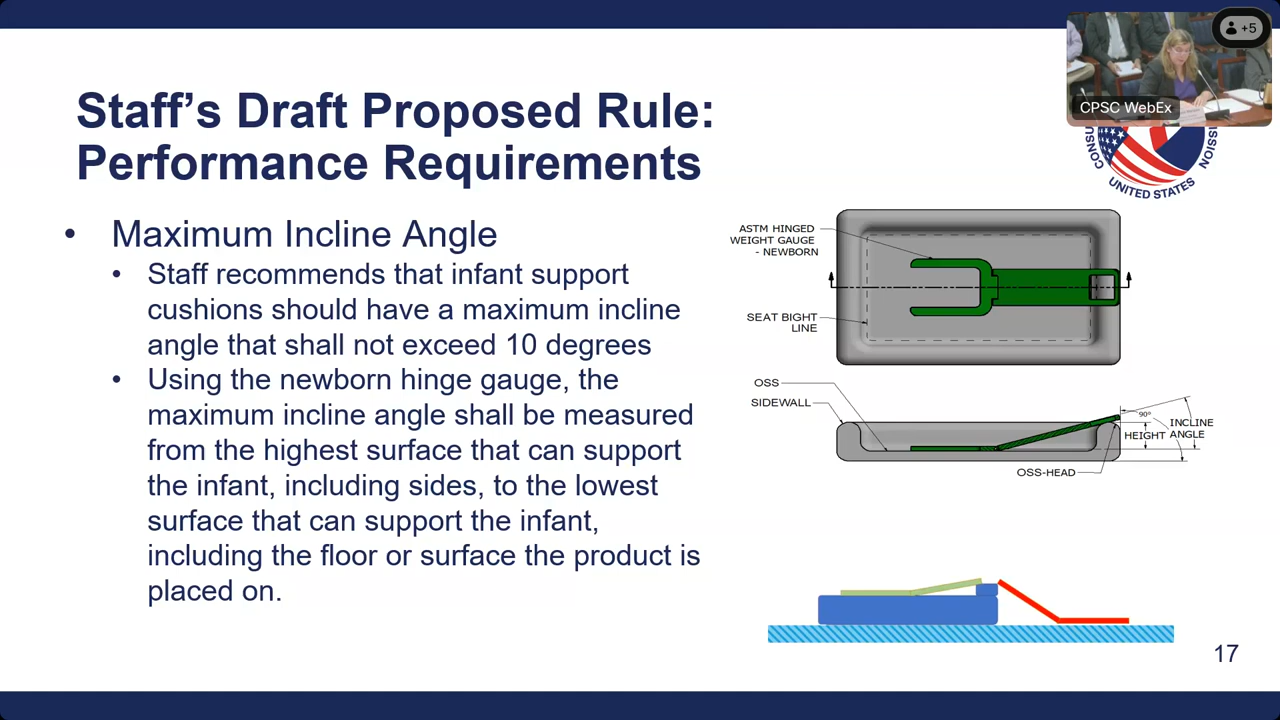 +5
CPSC WebEx
Staff’s Draft Proposed Rule:
Performance Requirements
UNITED STATES
• Maximum Incline Angle
• Staff recommends that infant support
cushions should have a maximum incline
angle that shall not exceed 10 degrees
• Using the newborn hinge gauge, the
maximum incline angle shall be measured
from the highest surface that can support
the infant, including sides, to the lowest
surface that can support the infant,
including the floor or surface the product is
placed on.
ASTM HINGED
WEIGHT GAUGE
- NEWBORN
SEAT BIGHT
LINE
OSS
SIDEWALL
90°
INCLINE
ANGLE
HEIGHT
OSS-HEAD
17